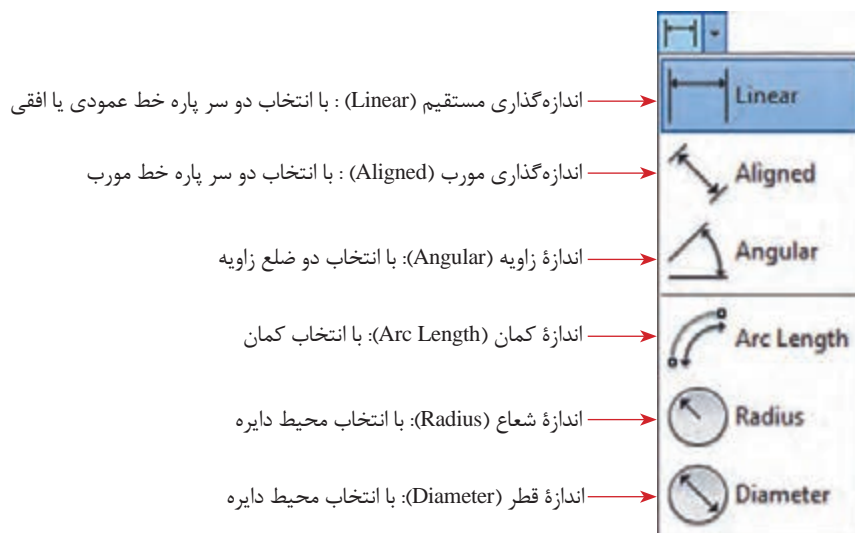 اندازه‌گذاری مستقیم (Linear) : با انتخاب دو سر پاره خط عمودی یا افقی
Linear
اندازه‌گذاری مورب (Aligned) : با انتخاب دو سر پاره خط مورب
Aligned
اندازهٔ زاویه (Angular): با انتخاب دو ضلع زاویه
Angular
اندازهٔ کمان (Arc Length): با انتخاب کمان
Arc Length
اندازهٔ شعاع (Radius): با انتخاب محیط دایره
Radius
اندازهٔ قطر (Diameter): با انتخاب محیط دایره
Diameter